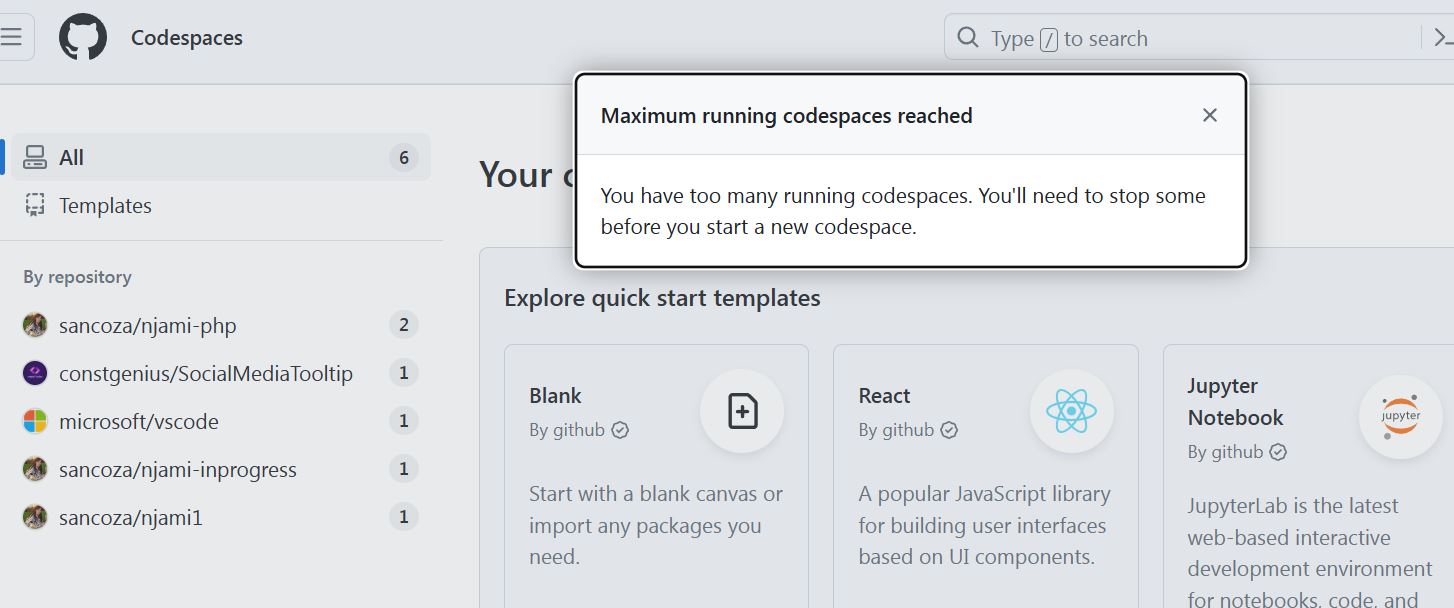 Codespaces
Type / to search
Maximum running codespaces reached
You have too many running codespaces. You'll need to stop some
before you start a new codespace.
All 6
Templates
By repository
sancoza/njami-php 2
constgenius/SocialMediaTooltip 1
microsoft/vscode 1
sancoza/njami-inprogress 1
sancoza/njami1 1
Your
Explore quick start templates
Blank
By github
Start with a blank canvas or
import any packages you
need.
React
By github
A popular JavaScript library
for building user interfaces
based on UI components.
Jupyter
Notebook
By github
jupyter
JupyterLab is the latest
web-based interactive
development environment
for notebooks, code, and